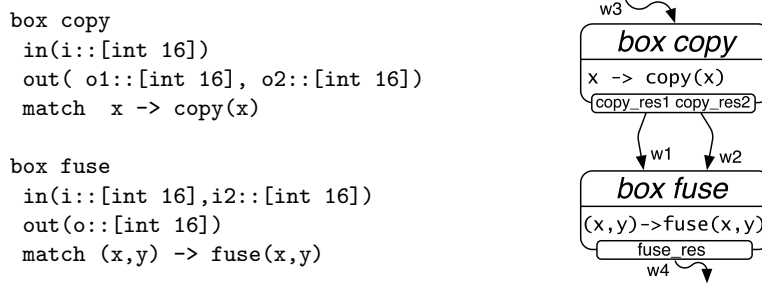 box copy
in(i::[int 16])
out( o1::[int 16], o2::[int 16])
match  x -> copy(x)
box fuse
in(i::[int 16],i2::[int 16])
out(o::[int 16])
match (x,y) -> fuse(x,y)
w3
box copy
x -> copy(x)
copy_res1 copy_res2
w1 w2
box fuse
(x,y)->fuse(x,y)
fuse_res
w4